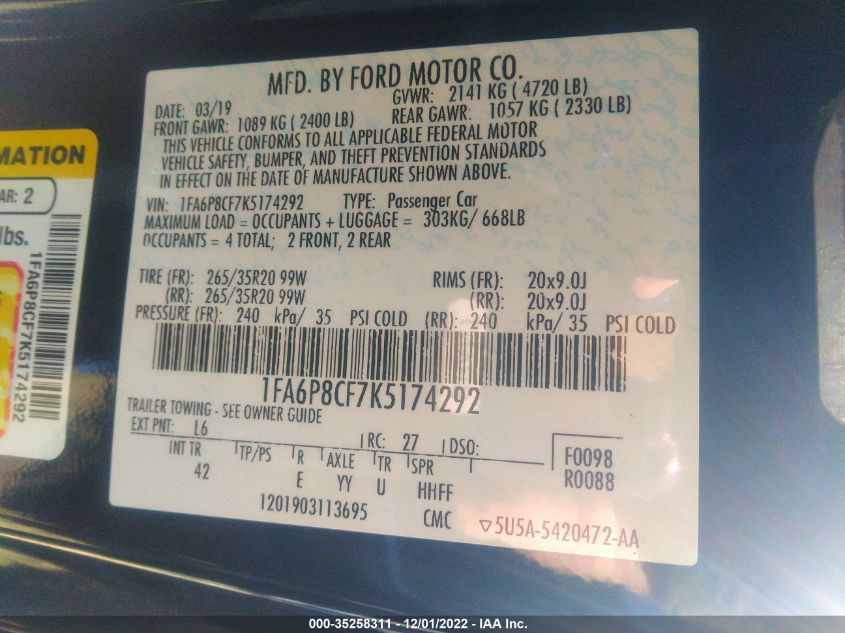 MFD. BY FORD MOTOR CO.
DATE: 03/19 GVWR: 2141 KG ( 4720 LB)
FRONT GAWR: 1089 KG ( 2400 LB) REAR GAWR: 1057 KG ( 2330 LB)
THIS VEHICLE CONFORMS TO ALL APPLICABLE FEDERAL MOTOR
VEHICLE SAFETY, BUMPER, AND THEFT PREVENTION STANDARDS
IN EFFECT ON THE DATE OF MANUFACTURE SHOWN ABOVE.
VIN: 1FA6P8CF7K5174292 TYPE: Passenger Car
MAXIMUM LOAD = OCCUPANTS + LUGGAGE = 303KG/ 668LB
OCCUPANTS = 4 TOTAL; 2 FRONT, 2 REAR
TIRE (FR): 265/35R20 99W RIMS (FR): 20x9.0J
(RR): 265/35R20 99W (RR): 20x9.0J
PRESSURE (FR): 240 kPa/ 35 PSI COLD (RR): 240 kPa/ 35 PSI COLD
1FA6P8CF7K5174292
TRAILER TOWING - SEE OWNER GUIDE
EXT PNT: L6 RC: 27 DSO:
INT TR TP/PS R AXLE TR SPR
42 E YY U HHFF
F0098
R0088
1201903113695 CMC ▽5U5A-5420472-AA
MATION
AR: 2
lbs.
1FA6P8CF7K5174292
000-35258311 - 12/01/2022 - IAA Inc.